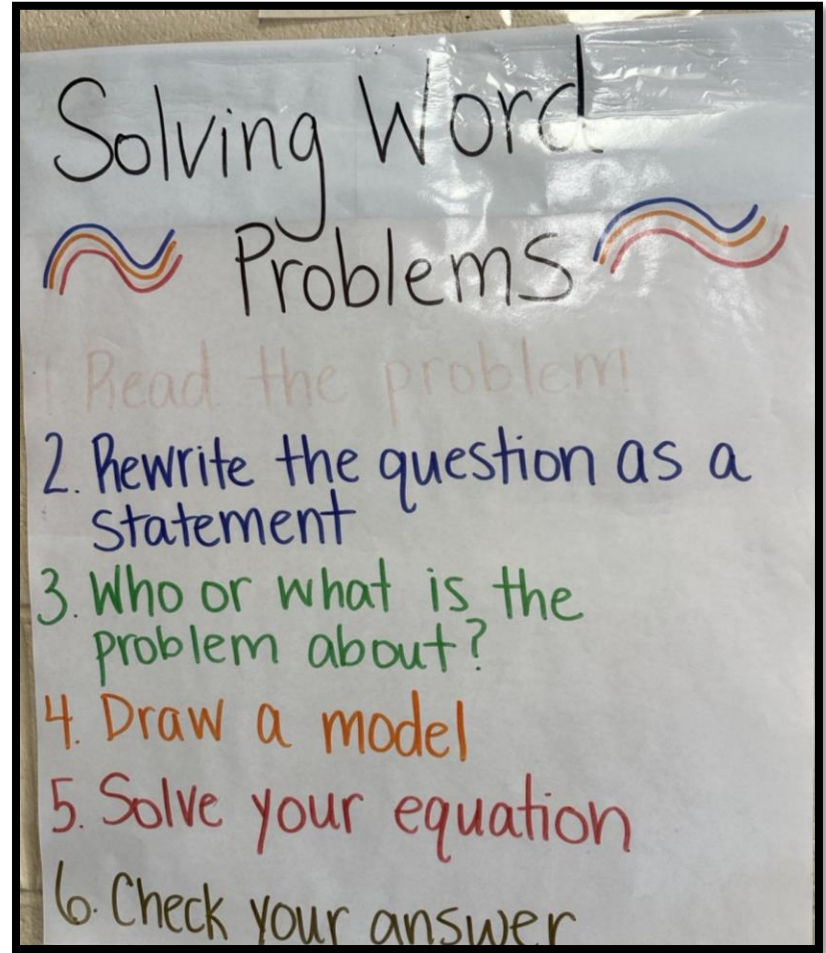 Solving Word
Problems
1 Read the problem
2. Rewrite the question as a
statement
3. Who or what is the
problem about?
4. Draw a model
5. Solve your equation
6. Check your answer